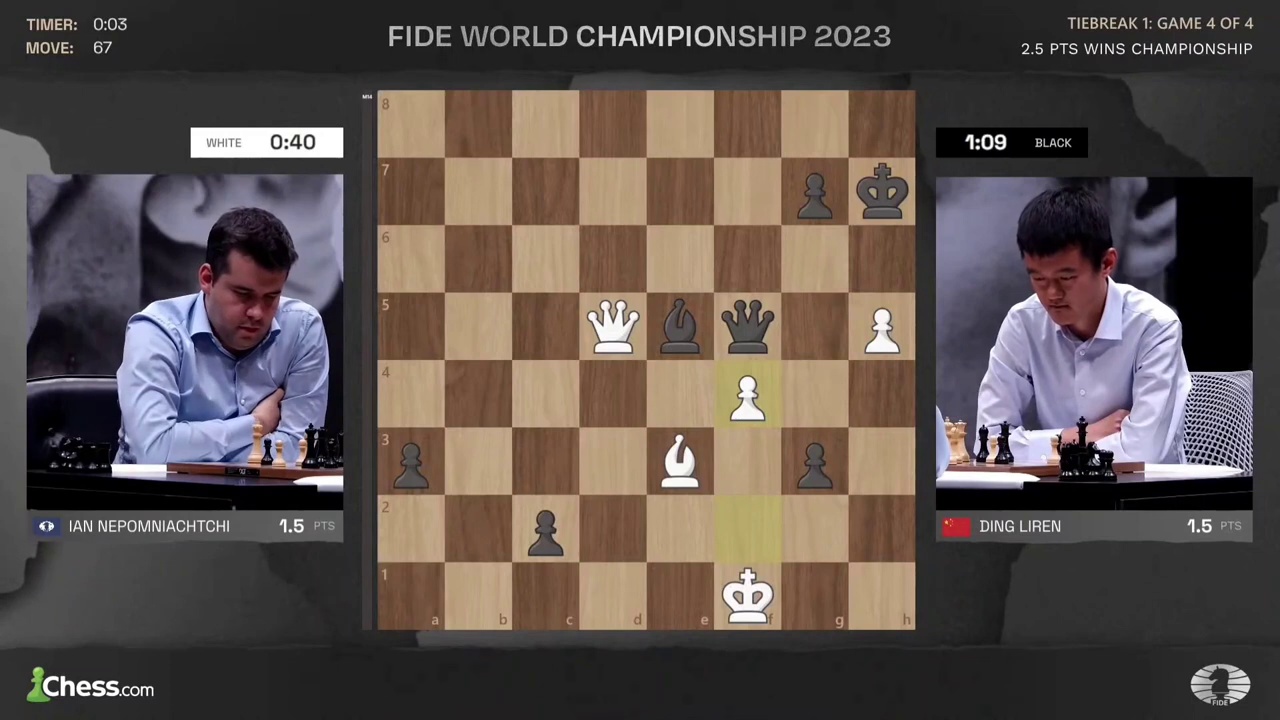 TIMER: 0:03
MOVE: 67
FIDE WORLD CHAMPIONSHIP 2023
TIEBREAK 1: GAME 4 OF 4
2.5 PTS WINS CHAMPIONSHIP
WHITE 0:40
M14
1:09 BLACK
8
7
6
5
4
3
2
1
a b c d e f g h
IAN NEPOMNIACHTCHI 1.5 PTS
DING LIREN 1.5 PTS
Chess.com
FIDE